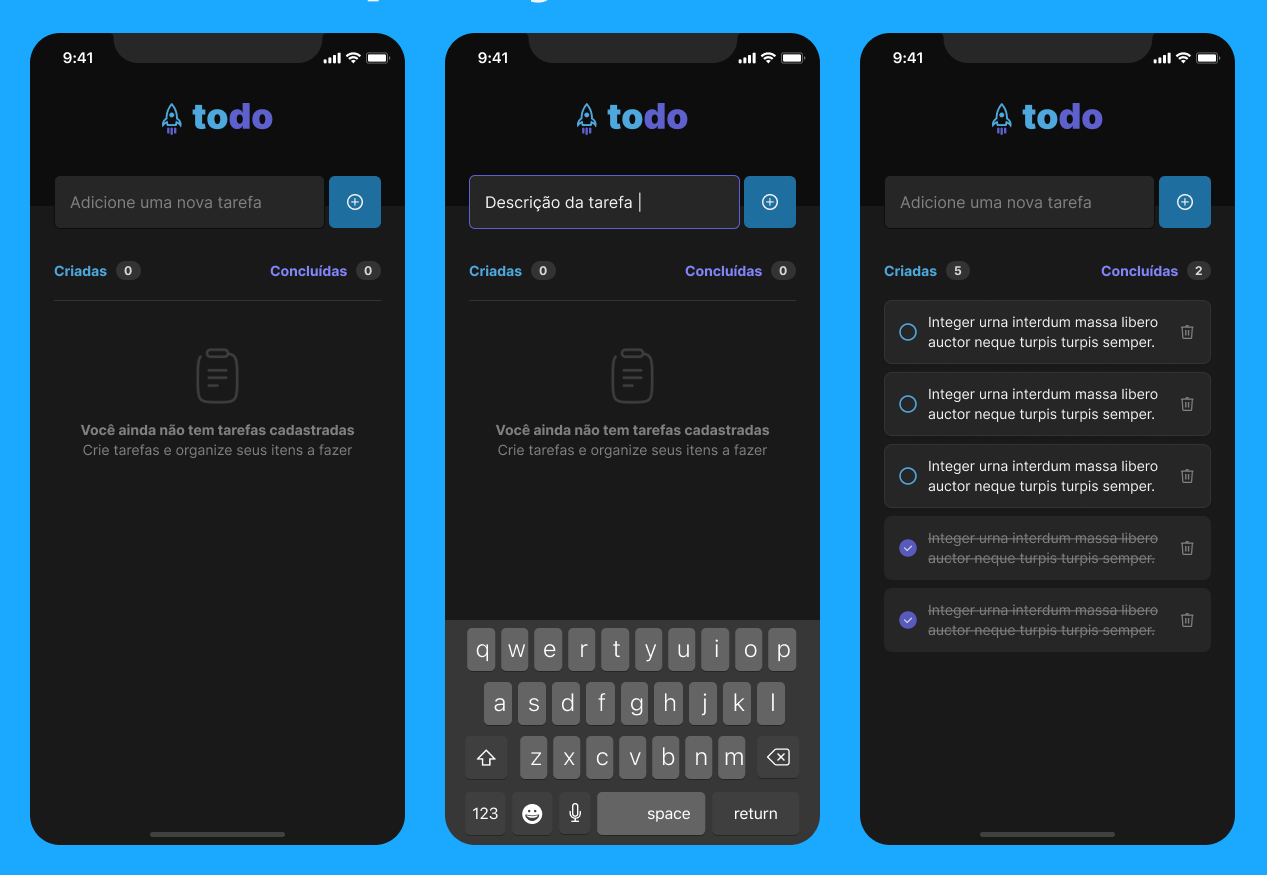 9:41
todo
Adicione uma nova tarefa
Criadas 0 Concluídas 0
Você ainda não tem tarefas cadastradas
Crie tarefas e organize seus itens a fazer
9:41
todo
Descrição da tarefa
Criadas 0 Concluídas 0
Você ainda não tem tarefas cadastradas
Crie tarefas e organize seus itens a fazer
q w e r t y u i o p
a s d f g h j k l
z x c v b n m
123 space return
9:41
todo
Adicione uma nova tarefa
Criadas 5 Concluídas 2
Integer urna interdum massa libero
auctor neque turpis turpis semper.
Integer urna interdum massa libero
auctor neque turpis turpis semper.
Integer urna interdum massa libero
auctor neque turpis turpis semper.
Integer urna interdum massa libero
auctor neque turpis turpis semper.
Integer urna interdum massa libero
auctor neque turpis turpis semper.